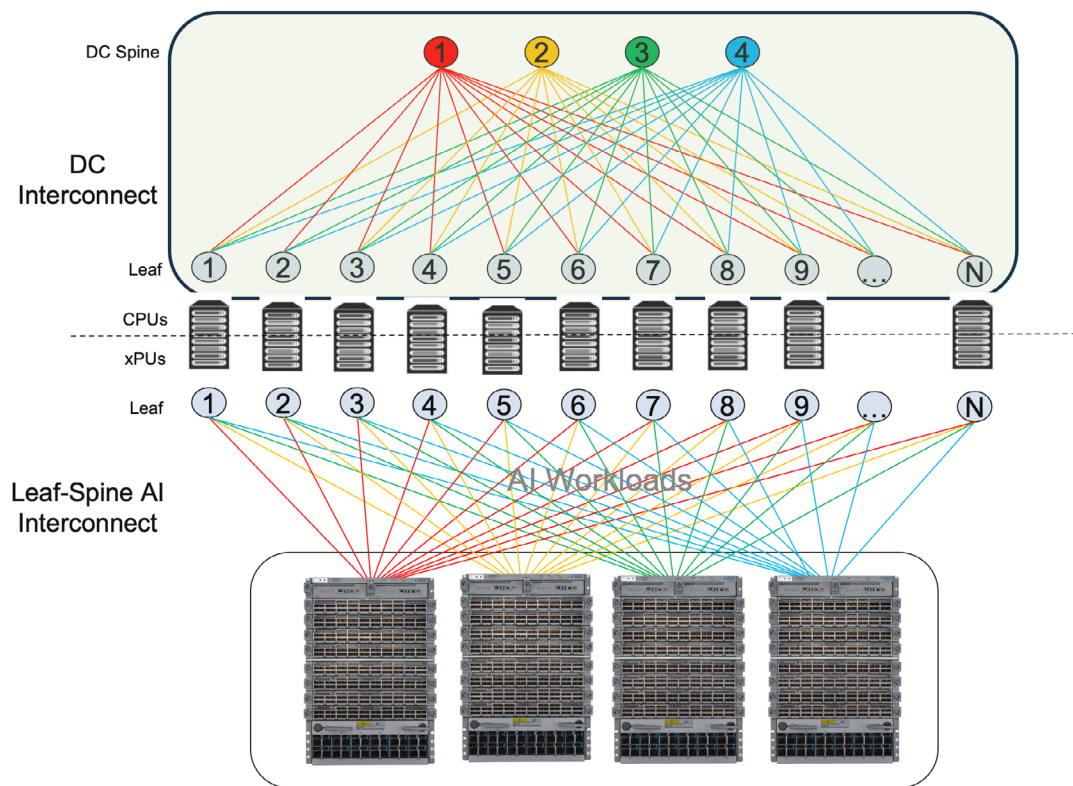 DC Spine
1 2 3 4
DC
Interconnect
Leaf
1 2 3 4 5 6 7 8 9 ... N
CPUs
xPUs
Leaf
1 2 3 4 5 6 7 8 9 ... N
AI Workloads
Leaf-Spine AI
Interconnect